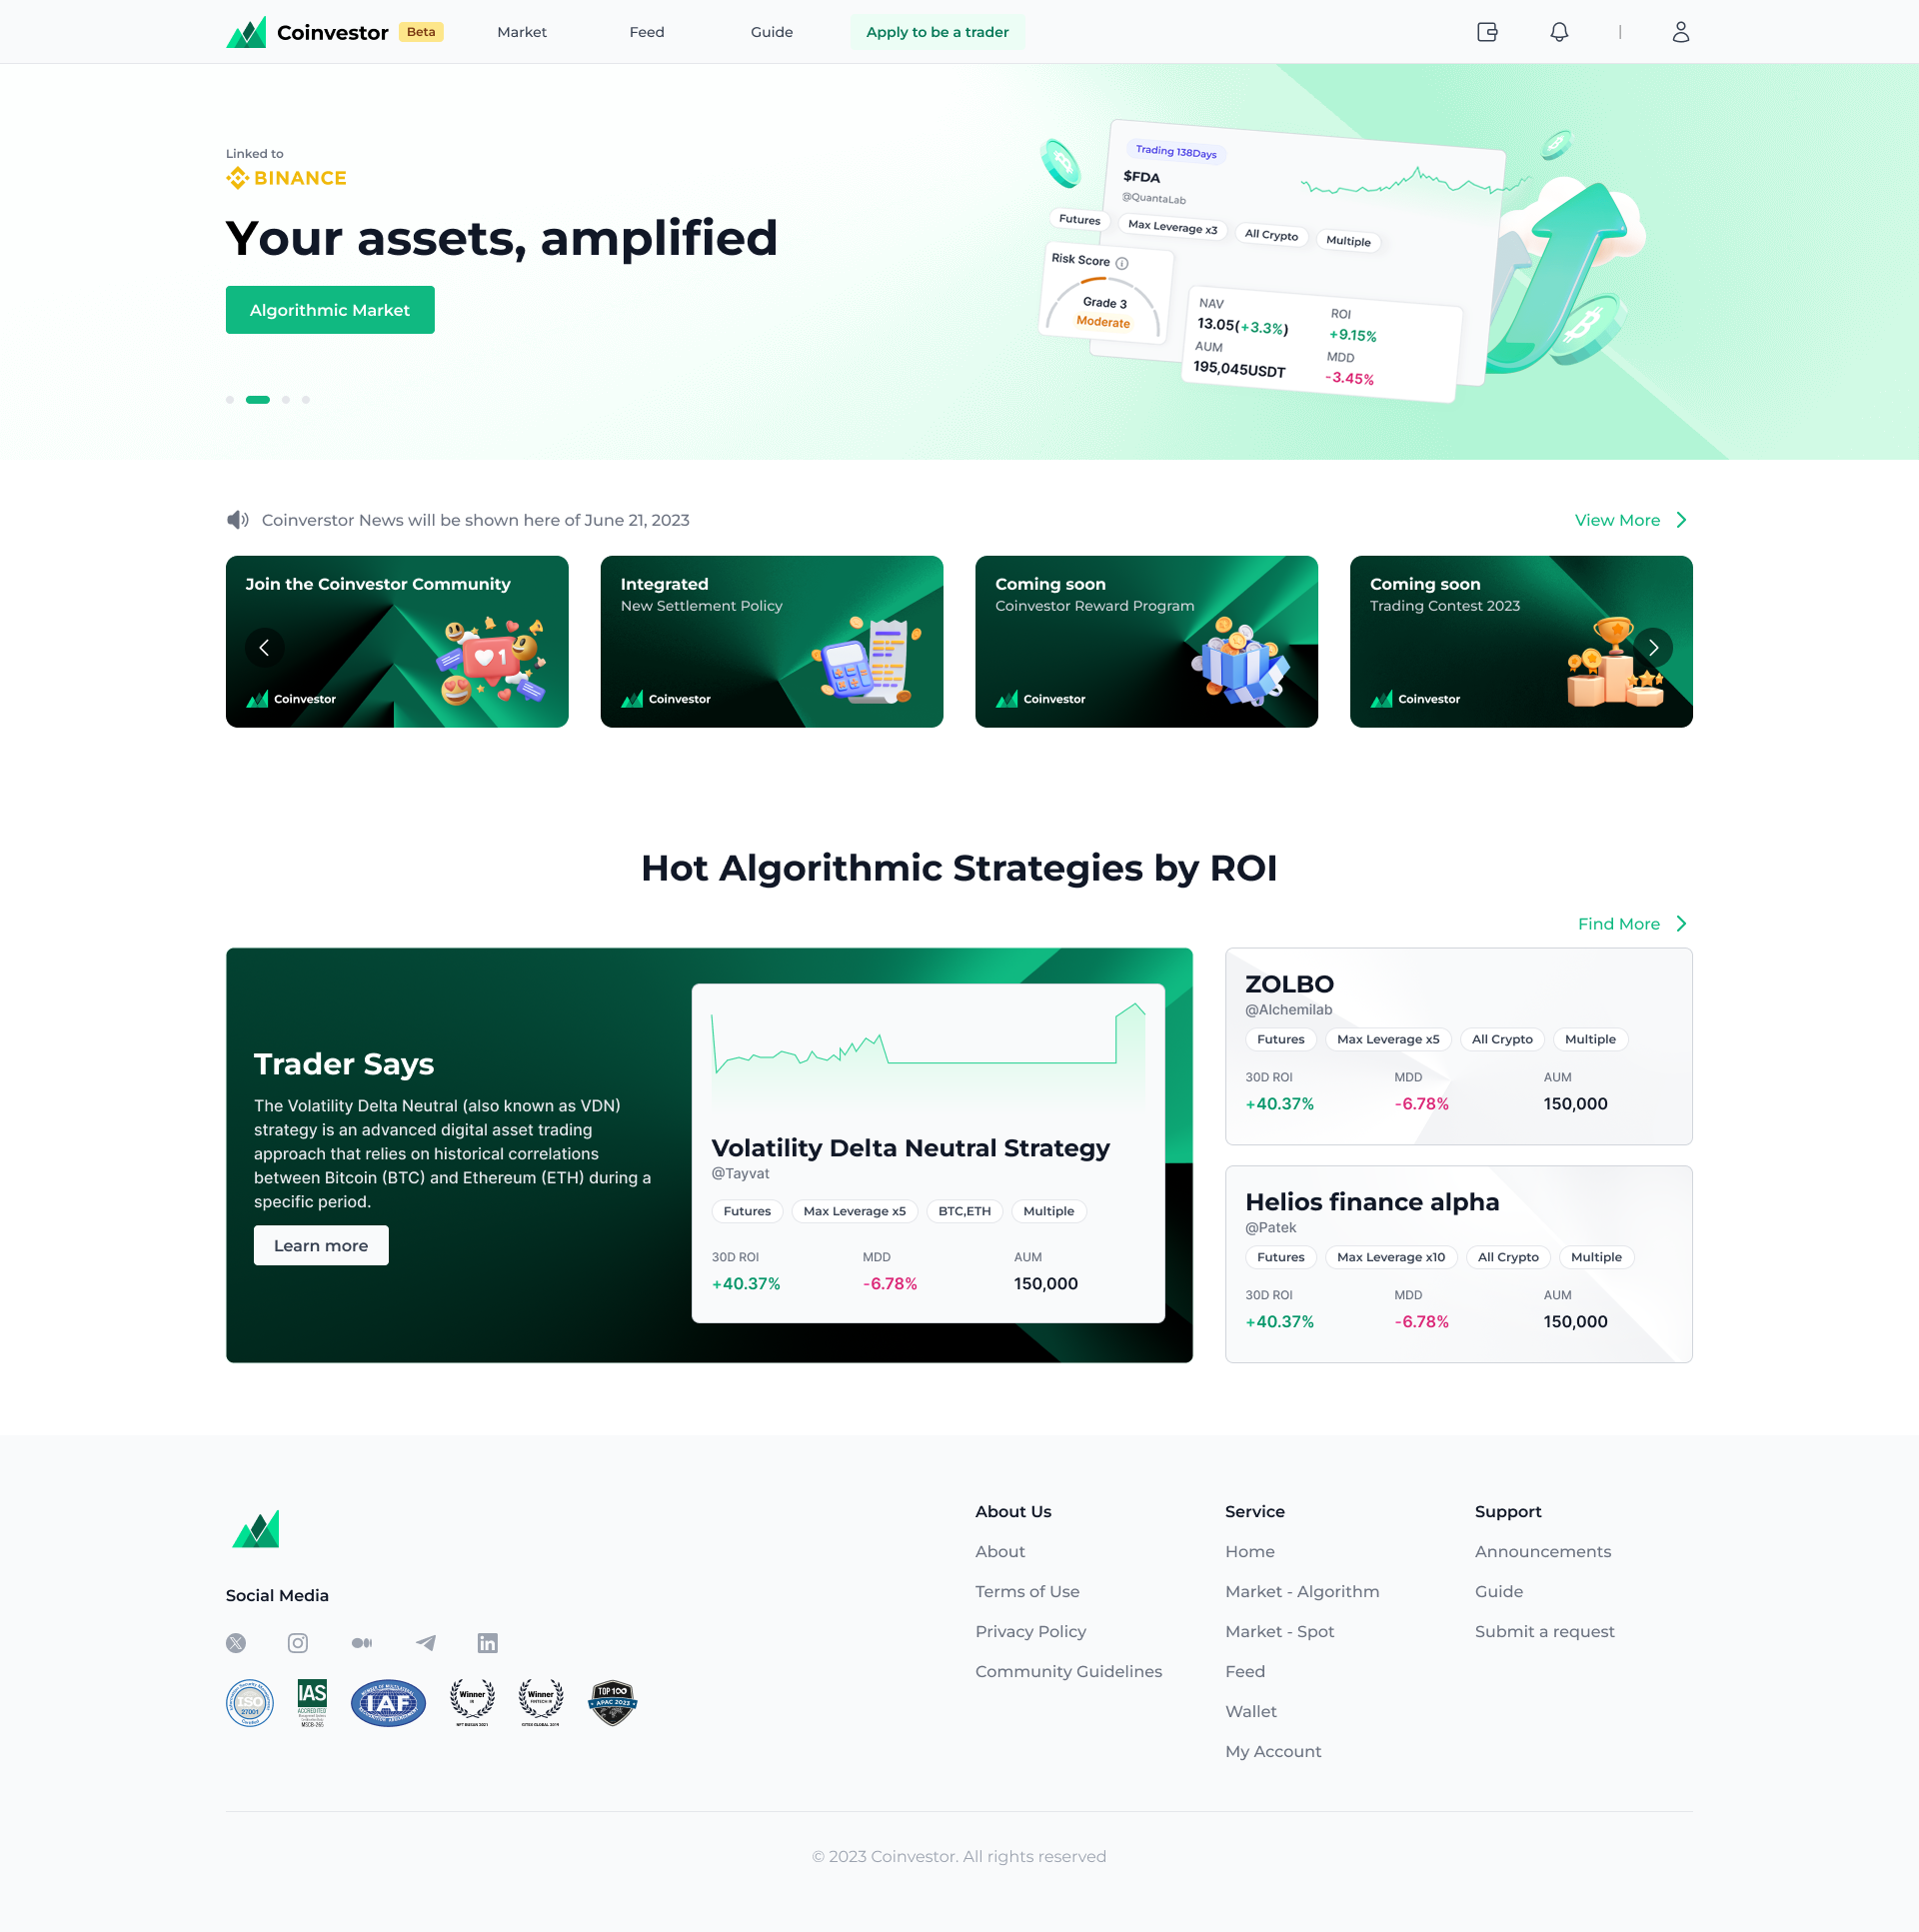 Coinvestor Beta Market Feed Guide Apply to be a trader
Linked to
BINANCE
Your assets, amplified
Algorithmic Market
Trading 138Days
$FDA
@QuantaLab
Futures Max Leverage x3 All Crypto Multiple
Risk Score
Grade 3
Moderate
NAV
13.05(+3.3%)
AUM
195,045USDT
ROI
+9.15%
MDD
-3.45%
Coinverstor News will be shown here of June 21, 2023
View More
Join the Coinvestor Community
1
Coinvestor
Integrated
New Settlement Policy
Coinvestor
Coming soon
Coinvestor Reward Program
Coinvestor
Coming soon
Trading Contest 2023
Coinvestor
Hot Algorithmic Strategies by ROI
Find More
Trader Says
The Volatility Delta Neutral (also known as VDN)
strategy is an advanced digital asset trading
approach that relies on historical correlations
between Bitcoin (BTC) and Ethereum (ETH) during a
specific period.
Learn more
Volatility Delta Neutral Strategy
@Tayvat
Futures Max Leverage x5 BTC,ETH Multiple
30D ROI MDD AUM
+40.37% -6.78% 150,000
ZOLBO
@Alchemilab
Futures Max Leverage x5 All Crypto Multiple
30D ROI MDD AUM
+40.37% -6.78% 150,000
Helios finance alpha
@Patek
Futures Max Leverage x10 All Crypto Multiple
30D ROI MDD AUM
+40.37% -6.78% 150,000
Social Media
ISO
27001
Certified
IAS
ACCREDITED
MSCB-265
IAF
Winner
Winner
TOP 100
APAC 2023
About Us
About
Terms of Use
Privacy Policy
Community Guidelines
Service
Home
Market - Algorithm
Market - Spot
Feed
Wallet
My Account
Support
Announcements
Guide
Submit a request
© 2023 Coinvestor. All rights reserved